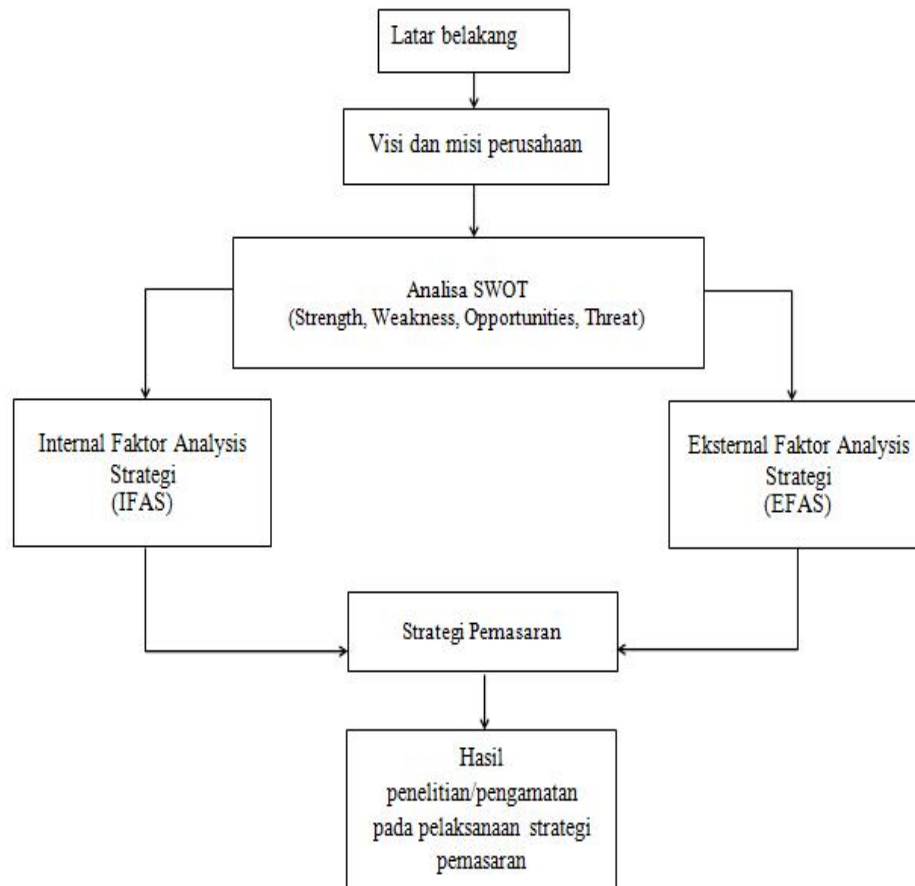 Latar belakang
Visi dan misi perusahaan
Analisa SWOT
(Strength, Weakness, Opportunities, Threat)
Internal Faktor Analysis
Strategi
(IFAS)
Eksternal Faktor Analysis
Strategi
(EFAS)
Strategi Pemasaran
Hasil
penelitian/pengamatan
pada pelaksanaan strategi
pemasaran